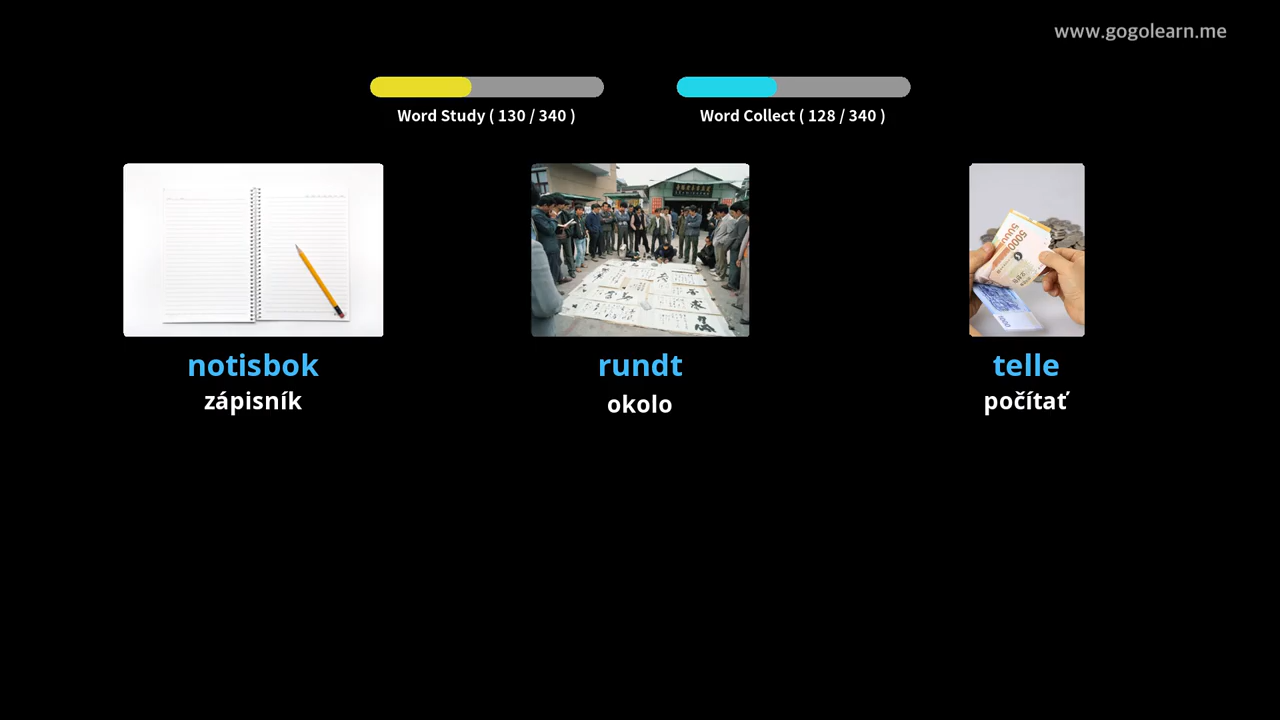 www.gogolearn.me
Word Study ( 130 / 340 )
Word Collect ( 128 / 340 )
notisbok
rundt
telle
zápisník
okolo
počítať